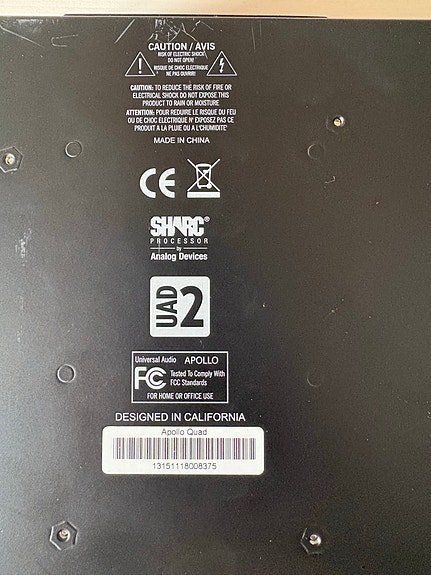 CAUTION / AVIS
RISK OF ELECTRIC SHOCK
DO NOT OPEN!
RISQUE DE CHOC ELECTRIQUE
NE PAS OUVRIR!
CAUTION: TO REDUCE THE RISK OF FIRE OR
ELECTRICAL SHOCK DO NOT EXPOSE THIS
PRODUCT TO RAIN OR MOISTURE
ATTENTION: POUR REDUIRE LE RISQUE DU FEU
OU DE CHOC ELECTRIQUE N' EXPOSEZ PAS CE
PRODUIT A LA PLUIE OU A L'CHUMIDITE'
MADE IN CHINA
CE
SHARC®
PROCESSOR
by
Analog Devices
UAD 2
Universal Audio APOLLO
FC Tested To Comply With
FCC Standards
FOR HOME OR OFFICE USE
DESIGNED IN CALIFORNIA
Apollo Quad
13151118008375